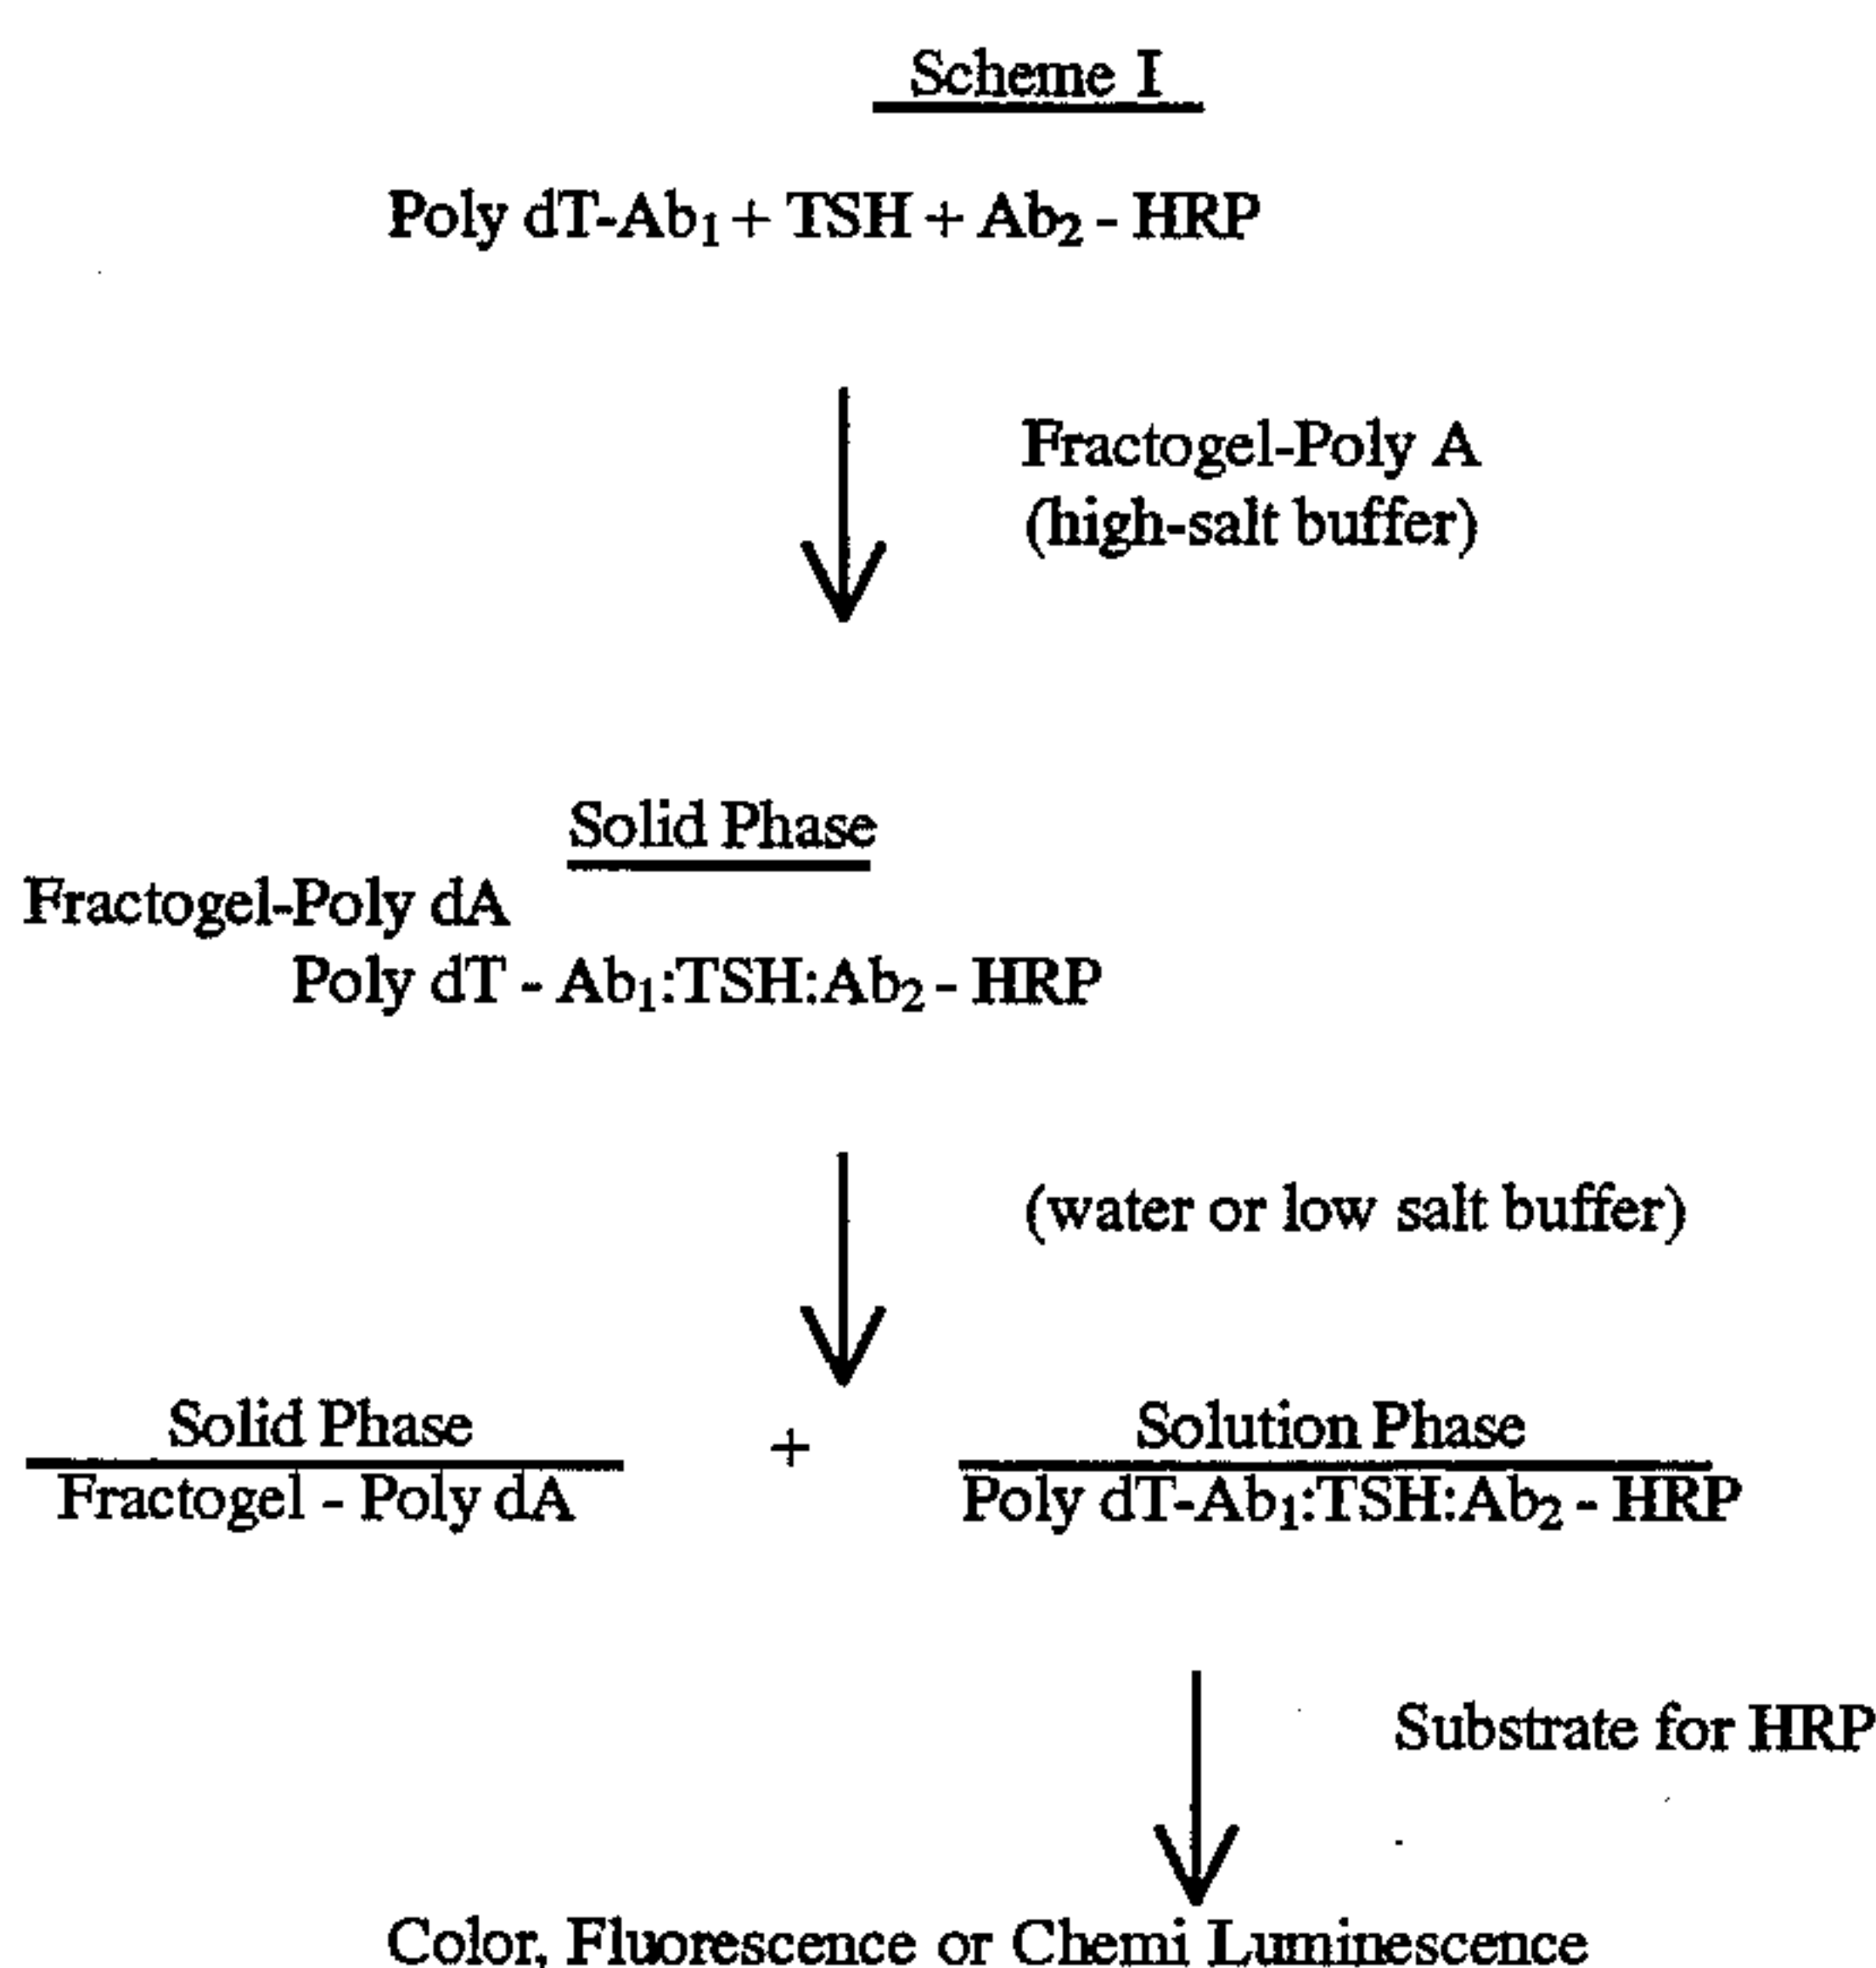 Scheme I
Poly dT-Ab₁ + TSH + Ab₂ - HRP
Fractogel-Poly A
(high-salt buffer)
Solid Phase
Fractogel-Poly dA
Poly dT - Ab₁:TSH:Ab₂ - HRP
(water or low salt buffer)
Solid Phase + Solution Phase
Fractogel - Poly dA Poly dT-Ab₁:TSH:Ab₂ - HRP
Substrate for HRP
Color, Fluorescence or Chemi Luminescence